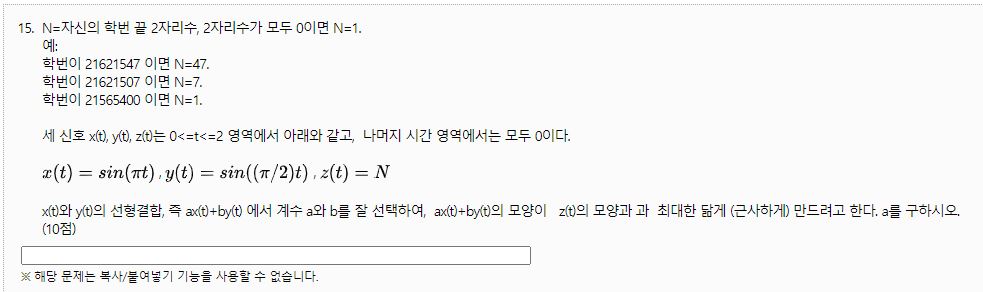 15. N=자신의 학번 끝 2자리수, 2자리수가 모두 0이면 N=1.
예:
학번이 21621547 이면 N=47.
학번이 21621507 이면 N=7.
학번이 21565400 이면 N=1.
세 신호 x(t), y(t), z(t)는 0<=t<=2 영역에서 아래와 같고, 나머지 시간 영역에서는 모두 0이다.
x(t) = sin(πt) , y(t) = sin((π/2)t) , z(t) = N
x(t)와 y(t)의 선형결합, 즉 ax(t)+by(t) 에서 계수 a와 b를 잘 선택하여, ax(t)+by(t)의 모양이 z(t)의 모양과 과 최대한 닮게 (근사하게) 만드려고 한다. a를 구하시오.
(10점)
※ 해당 문제는 복사/붙여넣기 기능을 사용할 수 없습니다.